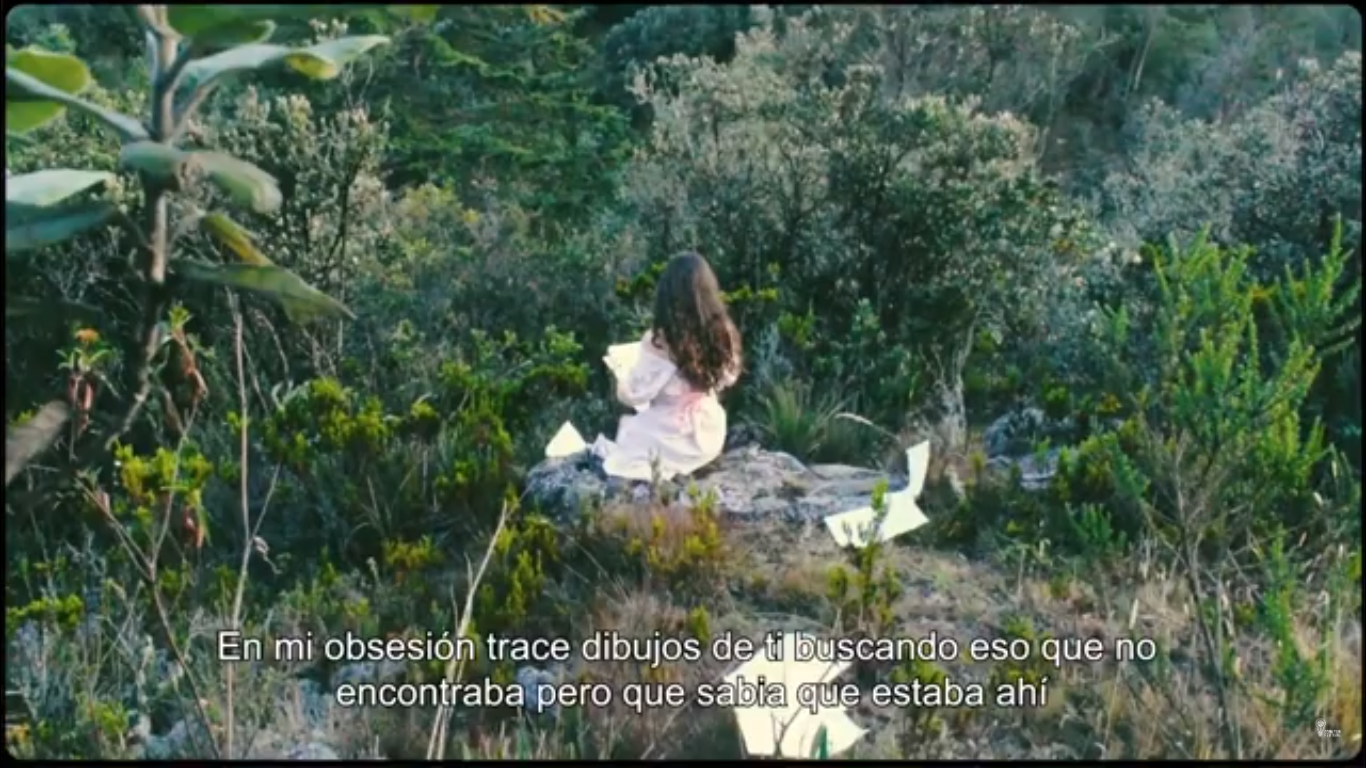 En mi obsesión trace dibujos de ti buscando eso que no
encontraba pero que sabia que estaba ahí